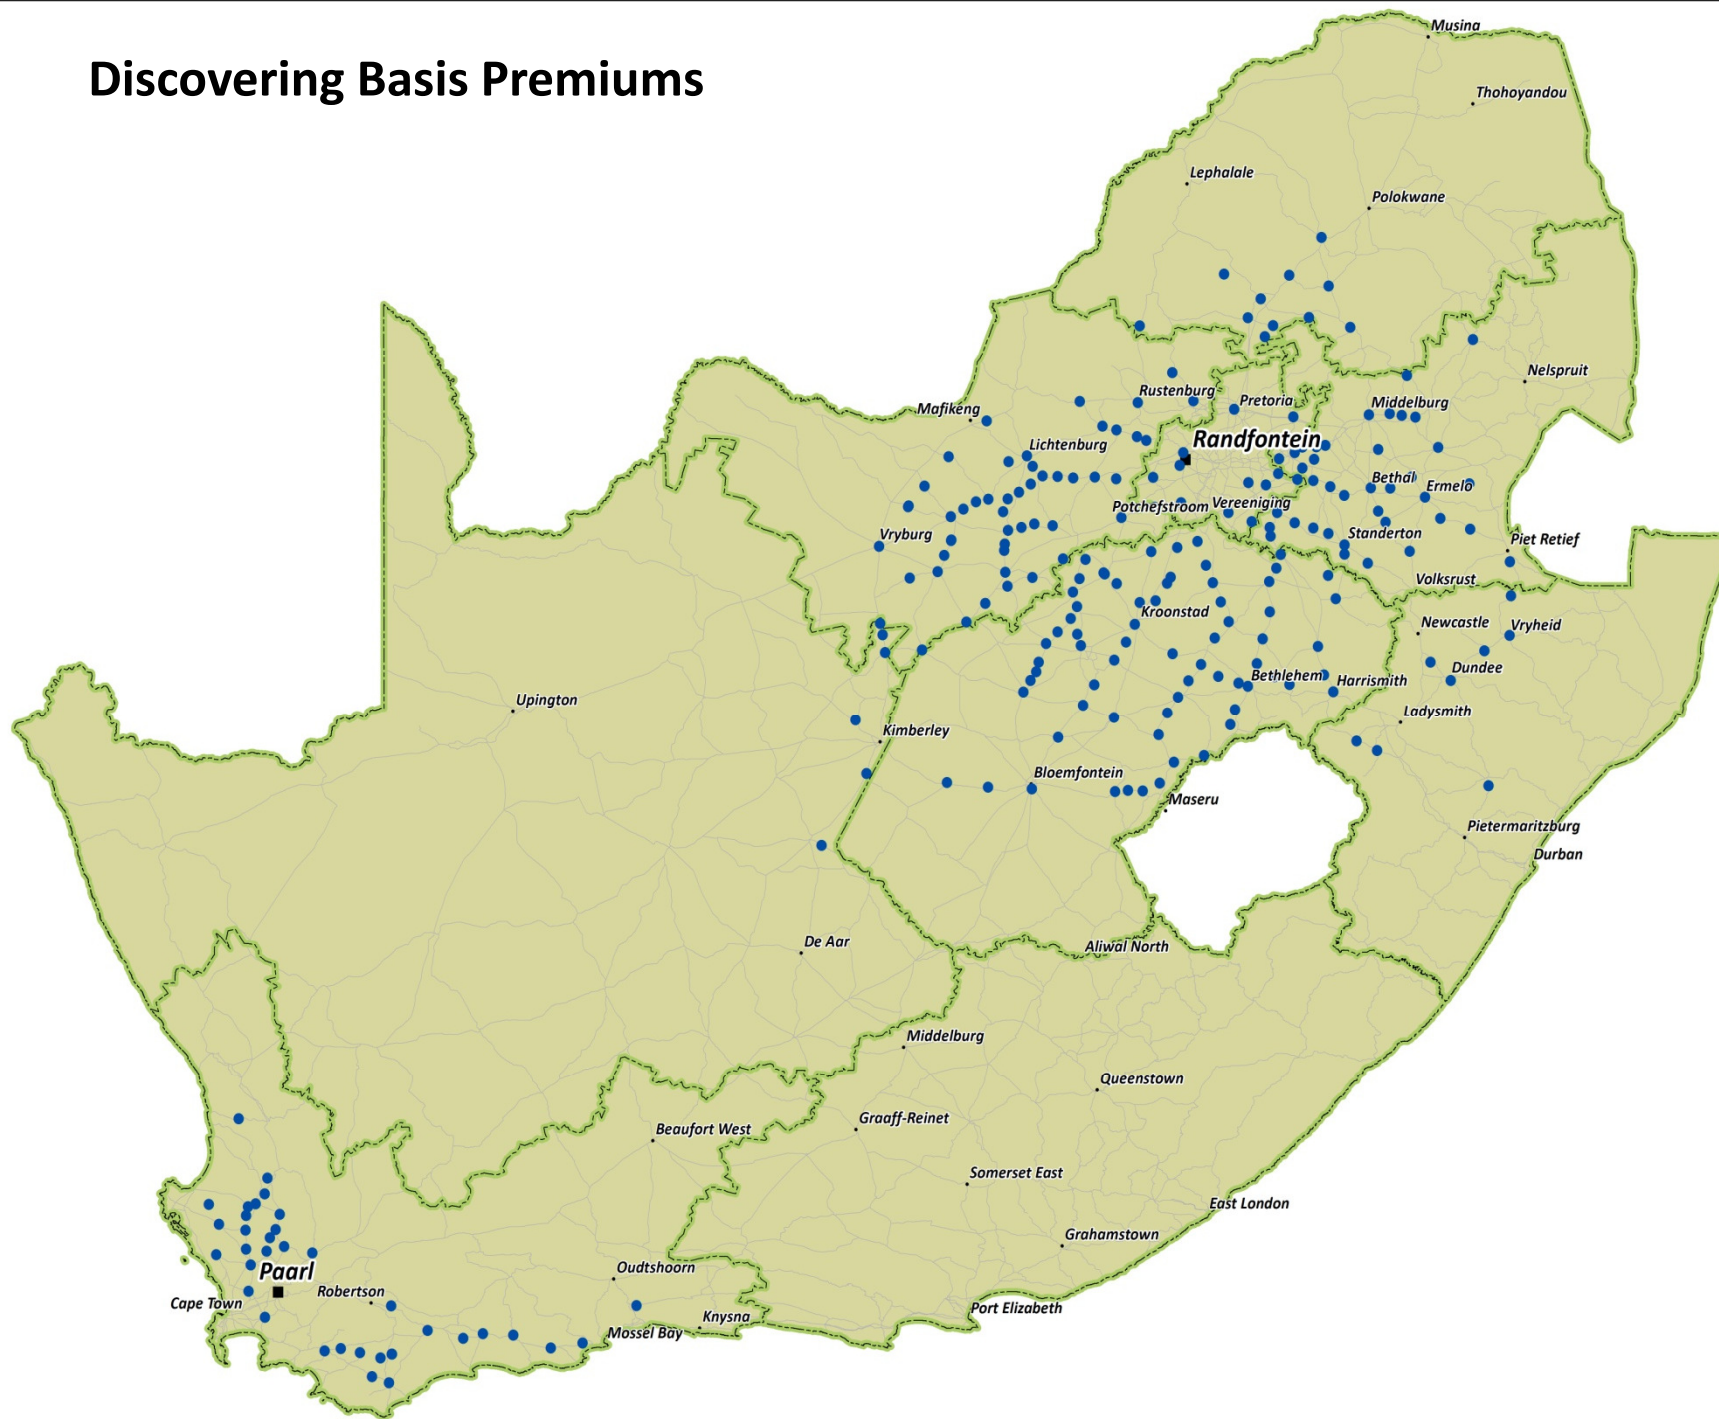 Musina
Discovering Basis Premiums
Thohoyandou
Lephalale
Polokwane
Nelspruit
Rustenburg
Pretoria
Middelburg
Mafikeng
Randfontein
Lichtenburg
Bethal
Ermelo
Potchefstroom
Vereeniging
Vryburg
Standerton
Piet Retief
Volksrust
Kroonstad
Newcastle
Vryheid
Dundee
Bethlehem
Harrismith
Upington
Ladysmith
Kimberley
Bloemfontein
Maseru
Pietermaritzburg
Durban
De Aar
Aliwal North
Middelburg
Queenstown
Graaff-Reinet
Beaufort West
Somerset East
East London
Grahamstown
Oudtshoorn
Paarl
Robertson
Cape Town
Port Elizabeth
Knysna
Mossel Bay